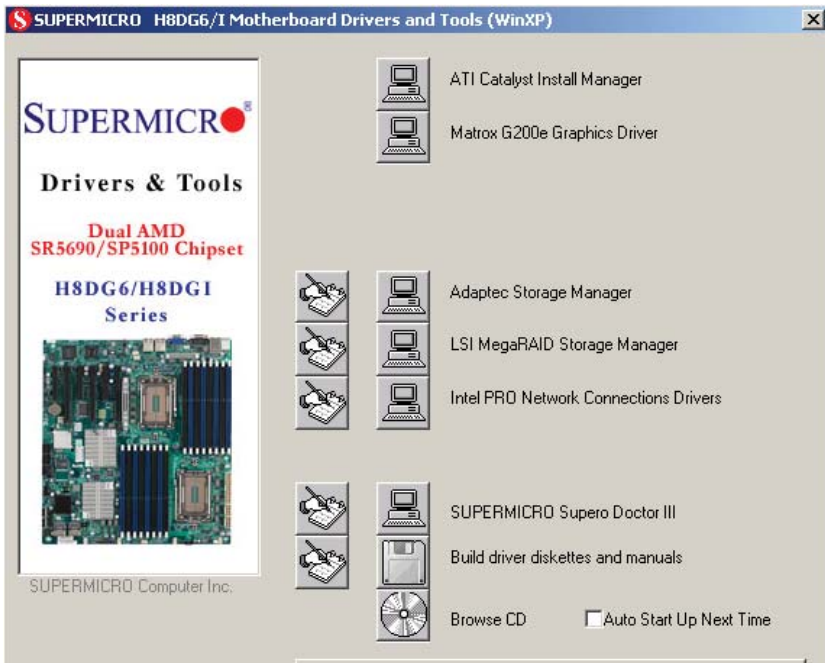 SUPERMICRO H8DG6/I Motherboard Drivers and Tools (WinXP)
SUPERMICRO
Drivers & Tools
Dual AMD
SR5690/SP5100 Chipset
H8DG6/H8DGI
Series
SUPERMICRO Computer Inc.
ATI Catalyst Install Manager
Matrox G200e Graphics Driver
Adaptec Storage Manager
LSI MegaRAID Storage Manager
Intel PRO Network Connections Drivers
SUPERMICRO Supero Doctor III
Build driver diskettes and manuals
Browse CD
Auto Start Up Next Time